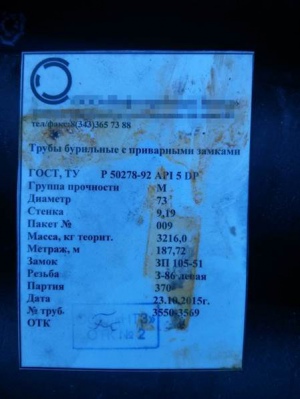 тел/факс8(343)365 73 88
Трубы бурильные с приварными замками
ГОСТ, ТУ Р 50278-92 API 5 DP
Группа прочности М
Диаметр 73
Стенка 9,19
Пакет № 009
Масса, кг теорит. 3216,0
Метраж, м 187,72
Замок ЗП 105-51
Резьба З-86 левая
Партия 370
Дата 23.10.2015г.
№ труб. 3550/3569
ОТК